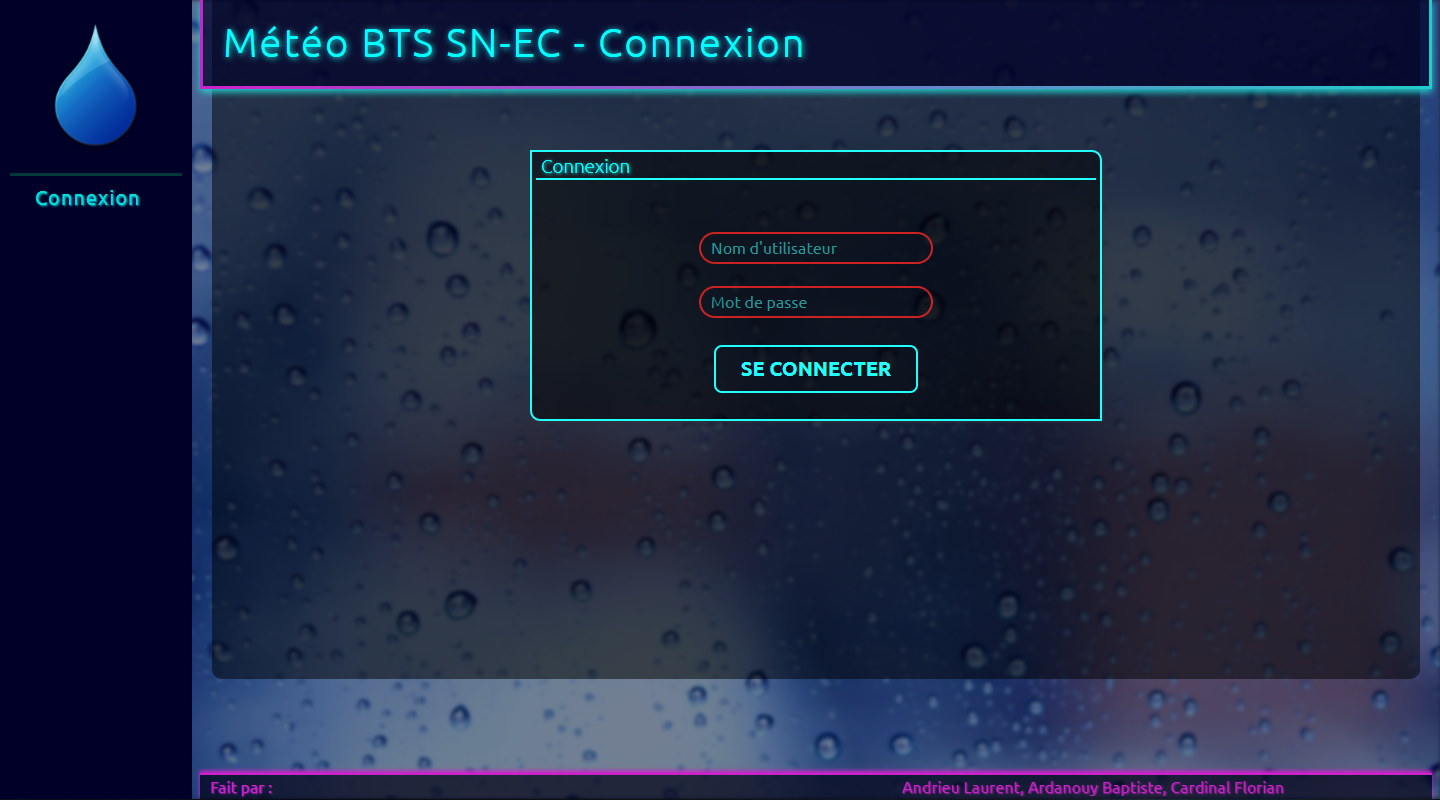 Météo BTS SN-EC - Connexion
Connexion
Connexion
Nom d'utilisateur
Mot de passe
SE CONNECTER
Fait par :
Andrieu Laurent, Ardanouy Baptiste, Cardinal Florian